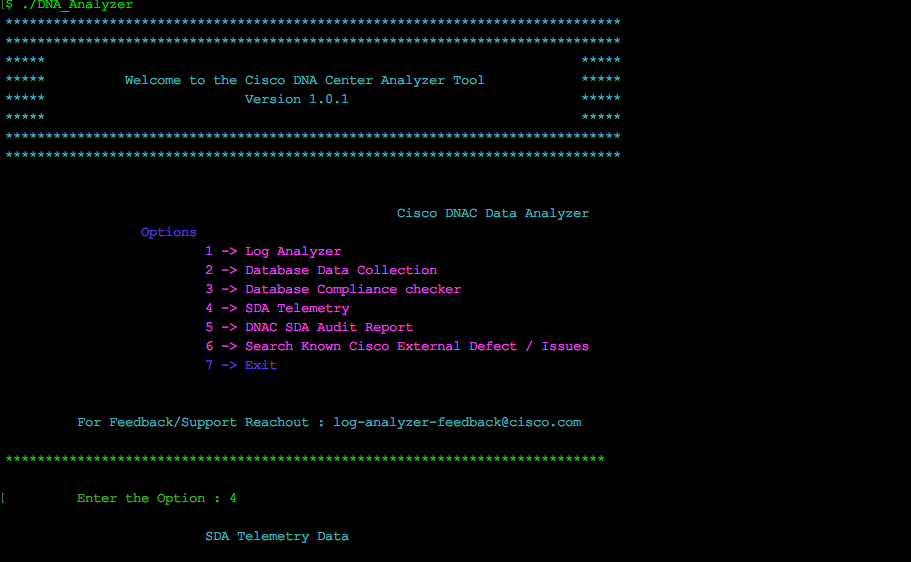 [$ ./DNA_Analyzer
*****************************************************************************
*****************************************************************************
***** *****
***** Welcome to the Cisco DNA Center Analyzer Tool *****
***** Version 1.0.1 *****
***** *****
*****************************************************************************
*****************************************************************************
Cisco DNAC Data Analyzer
Options
1 -> Log Analyzer
2 -> Database Data Collection
3 -> Database Compliance checker
4 -> SDA Telemetry
5 -> DNAC SDA Audit Report
6 -> Search Known Cisco External Defect / Issues
7 -> Exit
For Feedback/Support Reachout : log-analyzer-feedback@cisco.com
***************************************************************************
[ Enter the Option : 4
SDA Telemetry Data